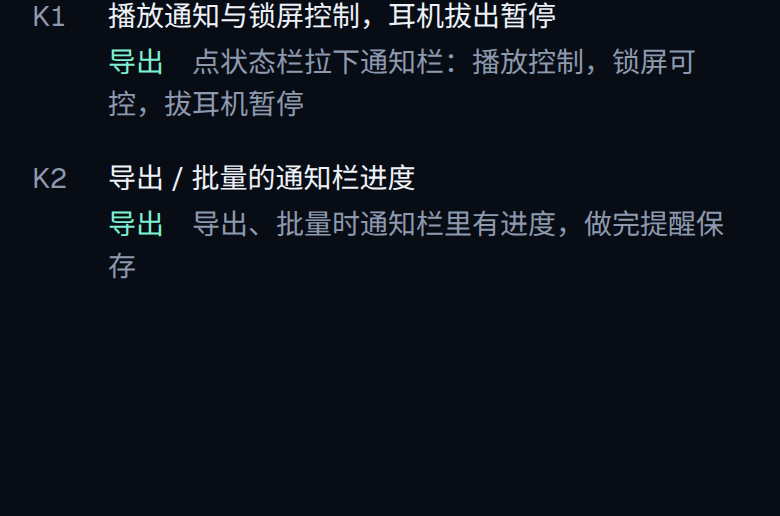 K1 播放通知与锁屏控制，耳机拔出暂停
导出 点状态栏拉下通知栏：播放控制，锁屏可
控，拔耳机暂停
K2 导出 / 批量的通知栏进度
导出 导出、批量时通知栏里有进度，做完提醒保
存